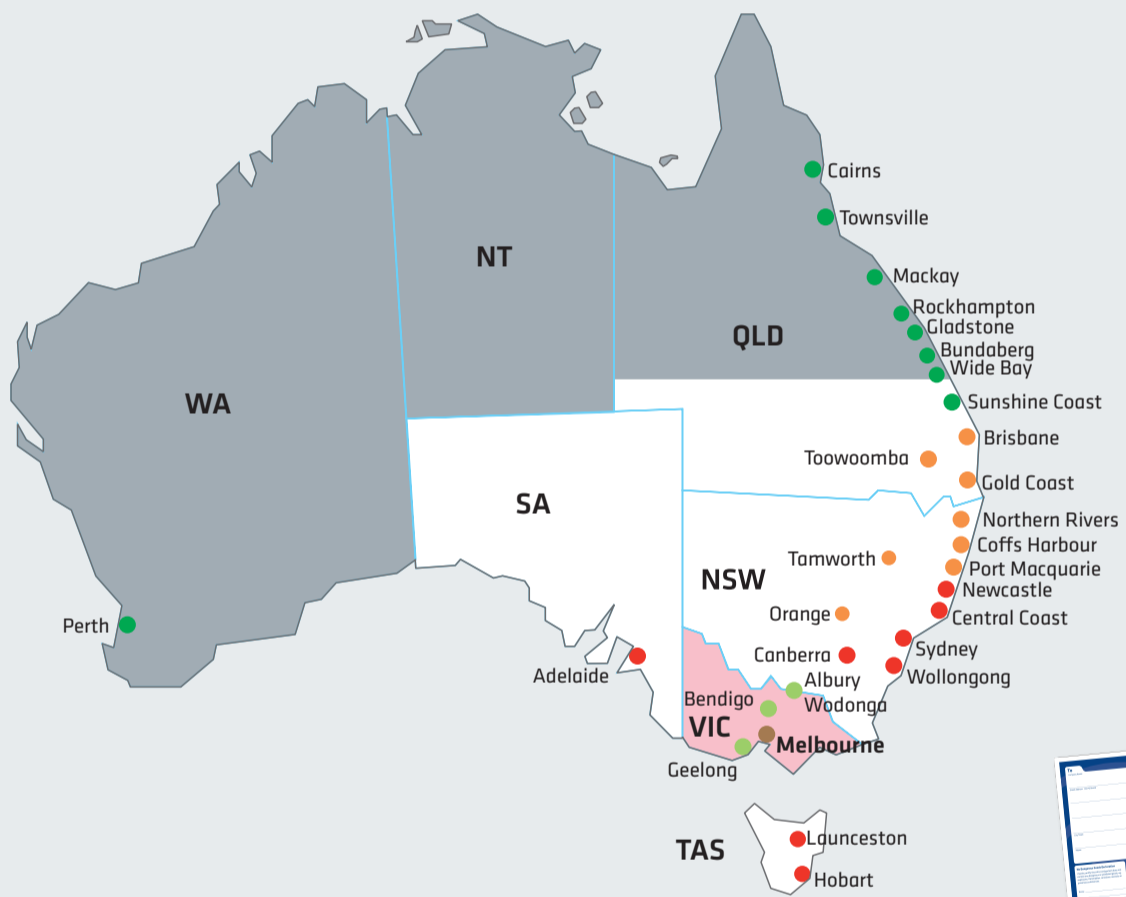 Cairns
Townsville
NT
Mackay
Rockhampton
Gladstone
QLD
Bundaberg
Wide Bay
WA
Sunshine Coast
Brisbane
Toowoomba
Gold Coast
SA
Northern Rivers
Coffs Harbour
Tamworth
Port Macquarie
NSW
Newcastle
Orange
Central Coast
Perth
Sydney
Canberra
Adelaide
Wollongong
Albury
Wodonga
Bendigo
VIC
Melbourne
Geelong
To
Launceston
TAS
Hobart